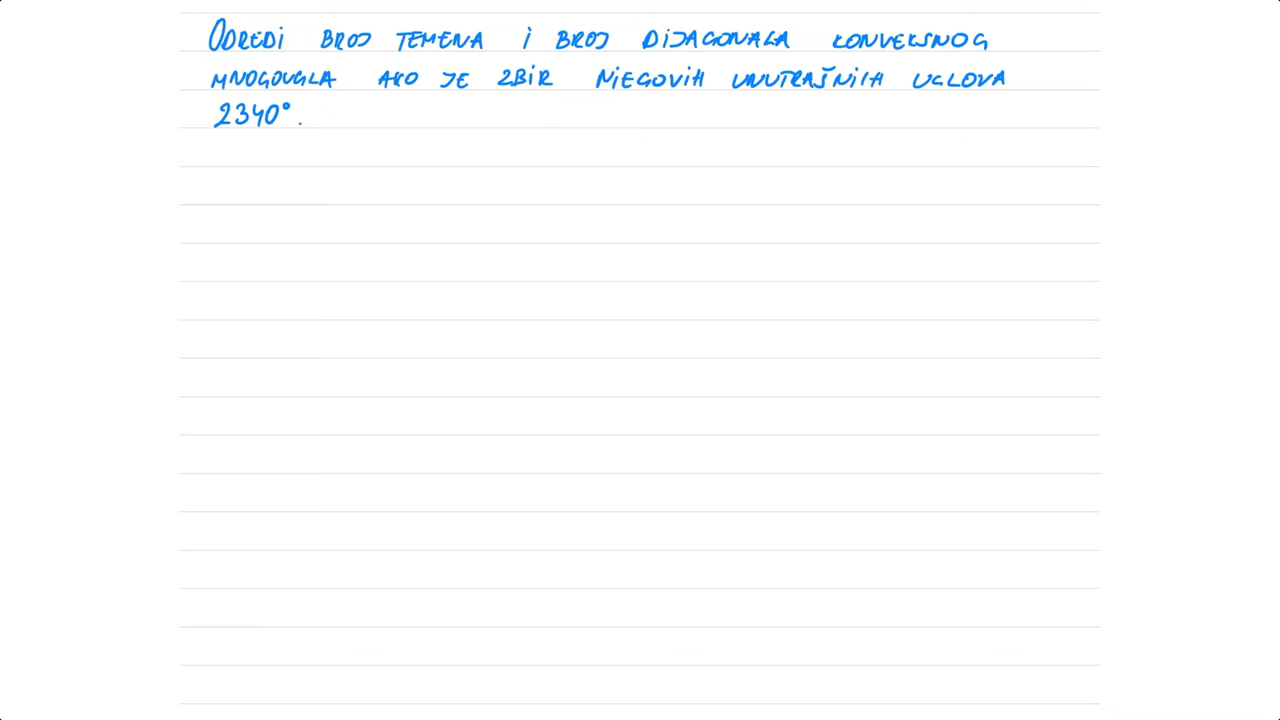 ODREDI BROJ TEMENA I BROJ DIJAGONALA KONVEKSNOG
MNOGOUGLA AKO JE ZBIR NJEGOVIH UNUTRAŠNJIH UGLOVA
2340°.